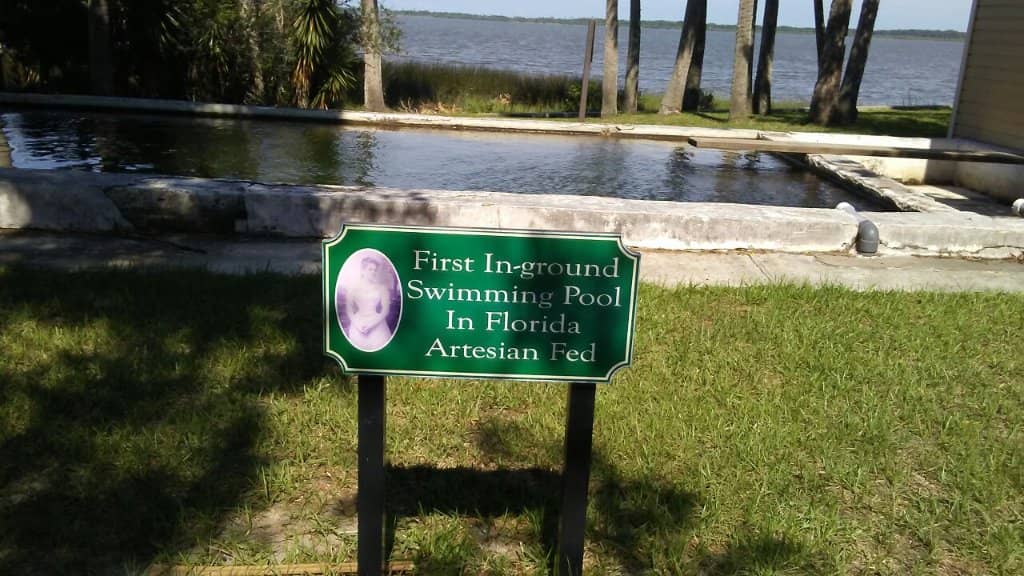 First In-ground
Swimming Pool
In Florida
Artesian Fed